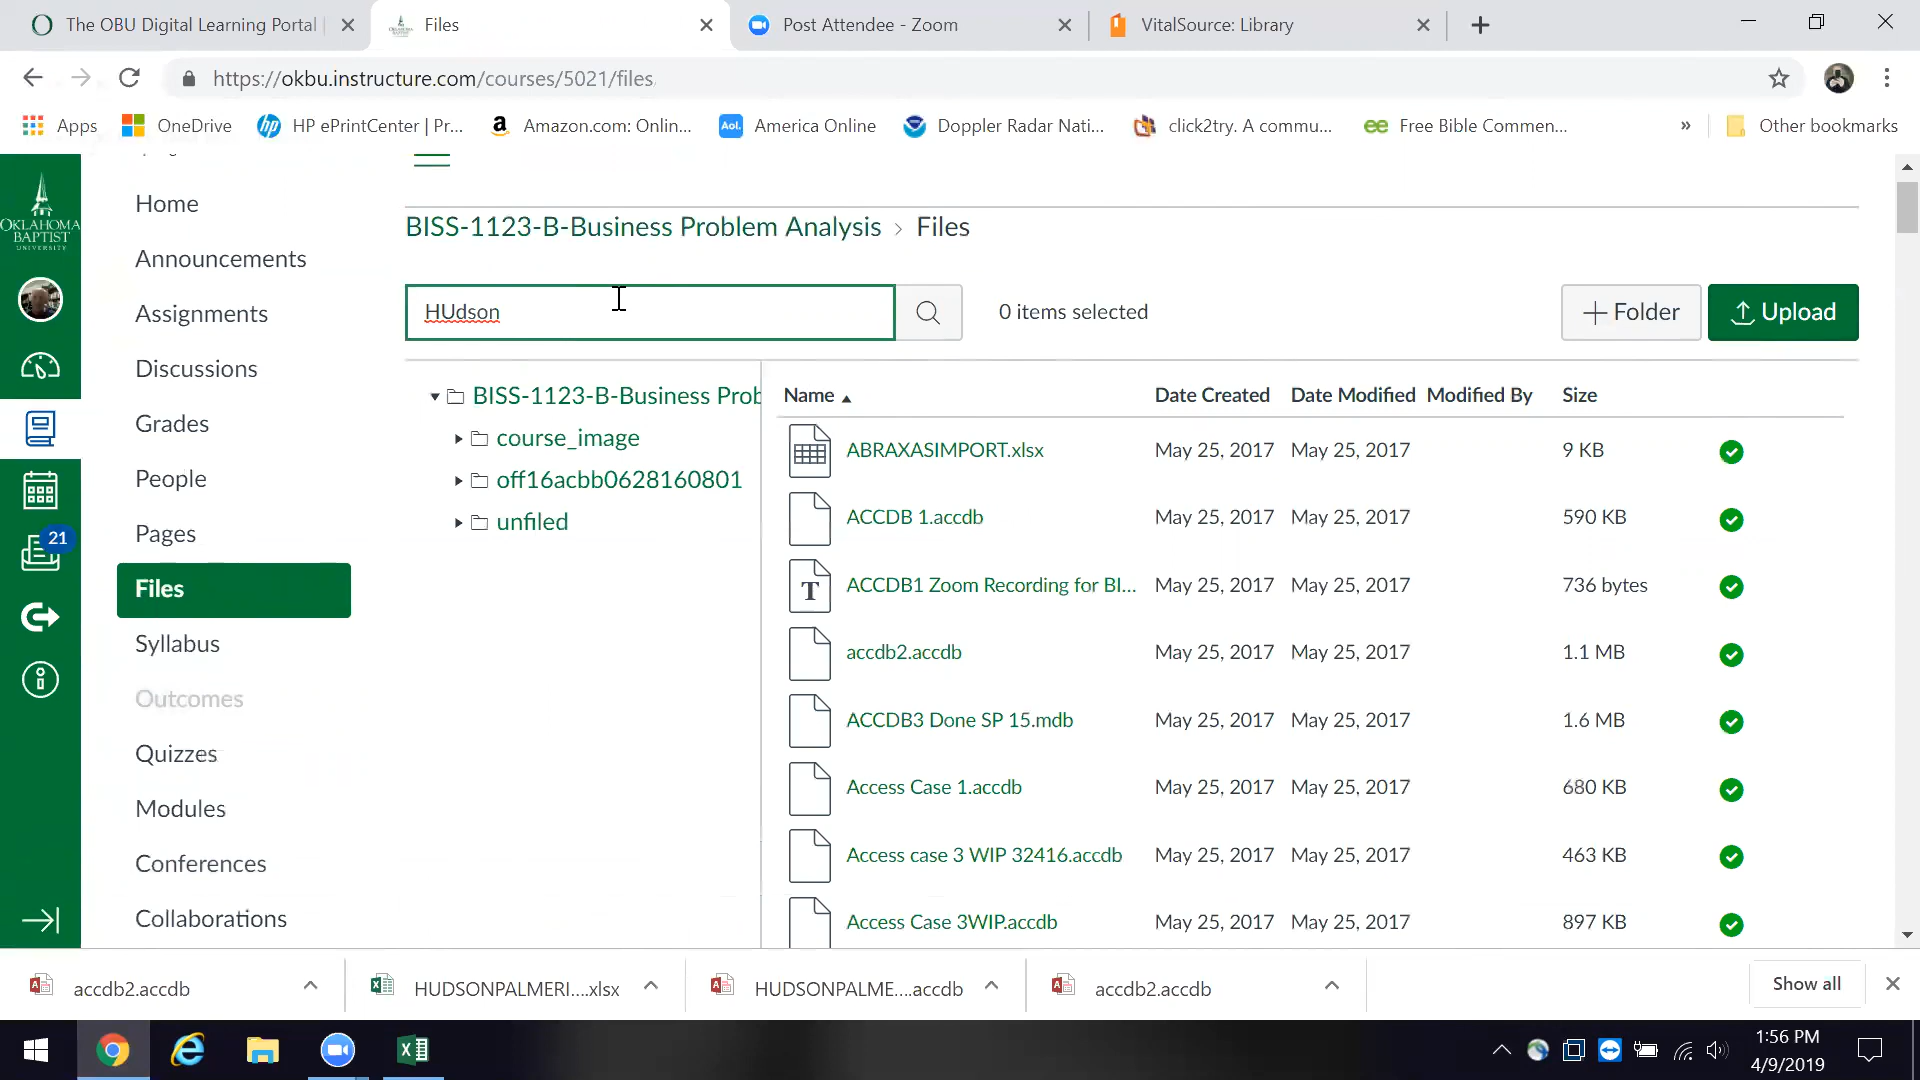 The OBU Digital Learning Portal
Files
Post Attendee - Zoom
VitalSource: Library
https://okbu.instructure.com/courses/5021/files
Apps
OneDrive
HP ePrintCenter | Pr...
Amazon.com: Onlin...
Aol.
America Online
Doppler Radar Nati...
click2try. A commu...
Free Bible Commen...
»
Other bookmarks
OKLAHOMA
BAPTIST
UNIVERSITY
21
Home
Announcements
Assignments
Discussions
Grades
People
Pages
Files
Syllabus
Outcomes
Quizzes
Modules
Conferences
Collaborations
BISS-1123-B-Business Problem Analysis › Files
HUdson
0 items selected
+ Folder
Upload
BISS-1123-B-Business Prob
course_image
off16acbb0628160801
unfiled
Name Date Created Date Modified Modified By Size
ABRAXASIMPORT.xlsx May 25, 2017 May 25, 2017 9 KB
ACCDB 1.accdb May 25, 2017 May 25, 2017 590 KB
T ACCDB1 Zoom Recording for BI... May 25, 2017 May 25, 2017 736 bytes
accdb2.accdb May 25, 2017 May 25, 2017 1.1 MB
ACCDB3 Done SP 15.mdb May 25, 2017 May 25, 2017 1.6 MB
Access Case 1.accdb May 25, 2017 May 25, 2017 680 KB
Access case 3 WIP 32416.accdb May 25, 2017 May 25, 2017 463 KB
Access Case 3WIP.accdb May 25, 2017 May 25, 2017 897 KB
accdb2.accdb
HUDSONPALMERI....xlsx
HUDSONPALME....accdb
accdb2.accdb
Show all
1:56 PM
4/9/2019